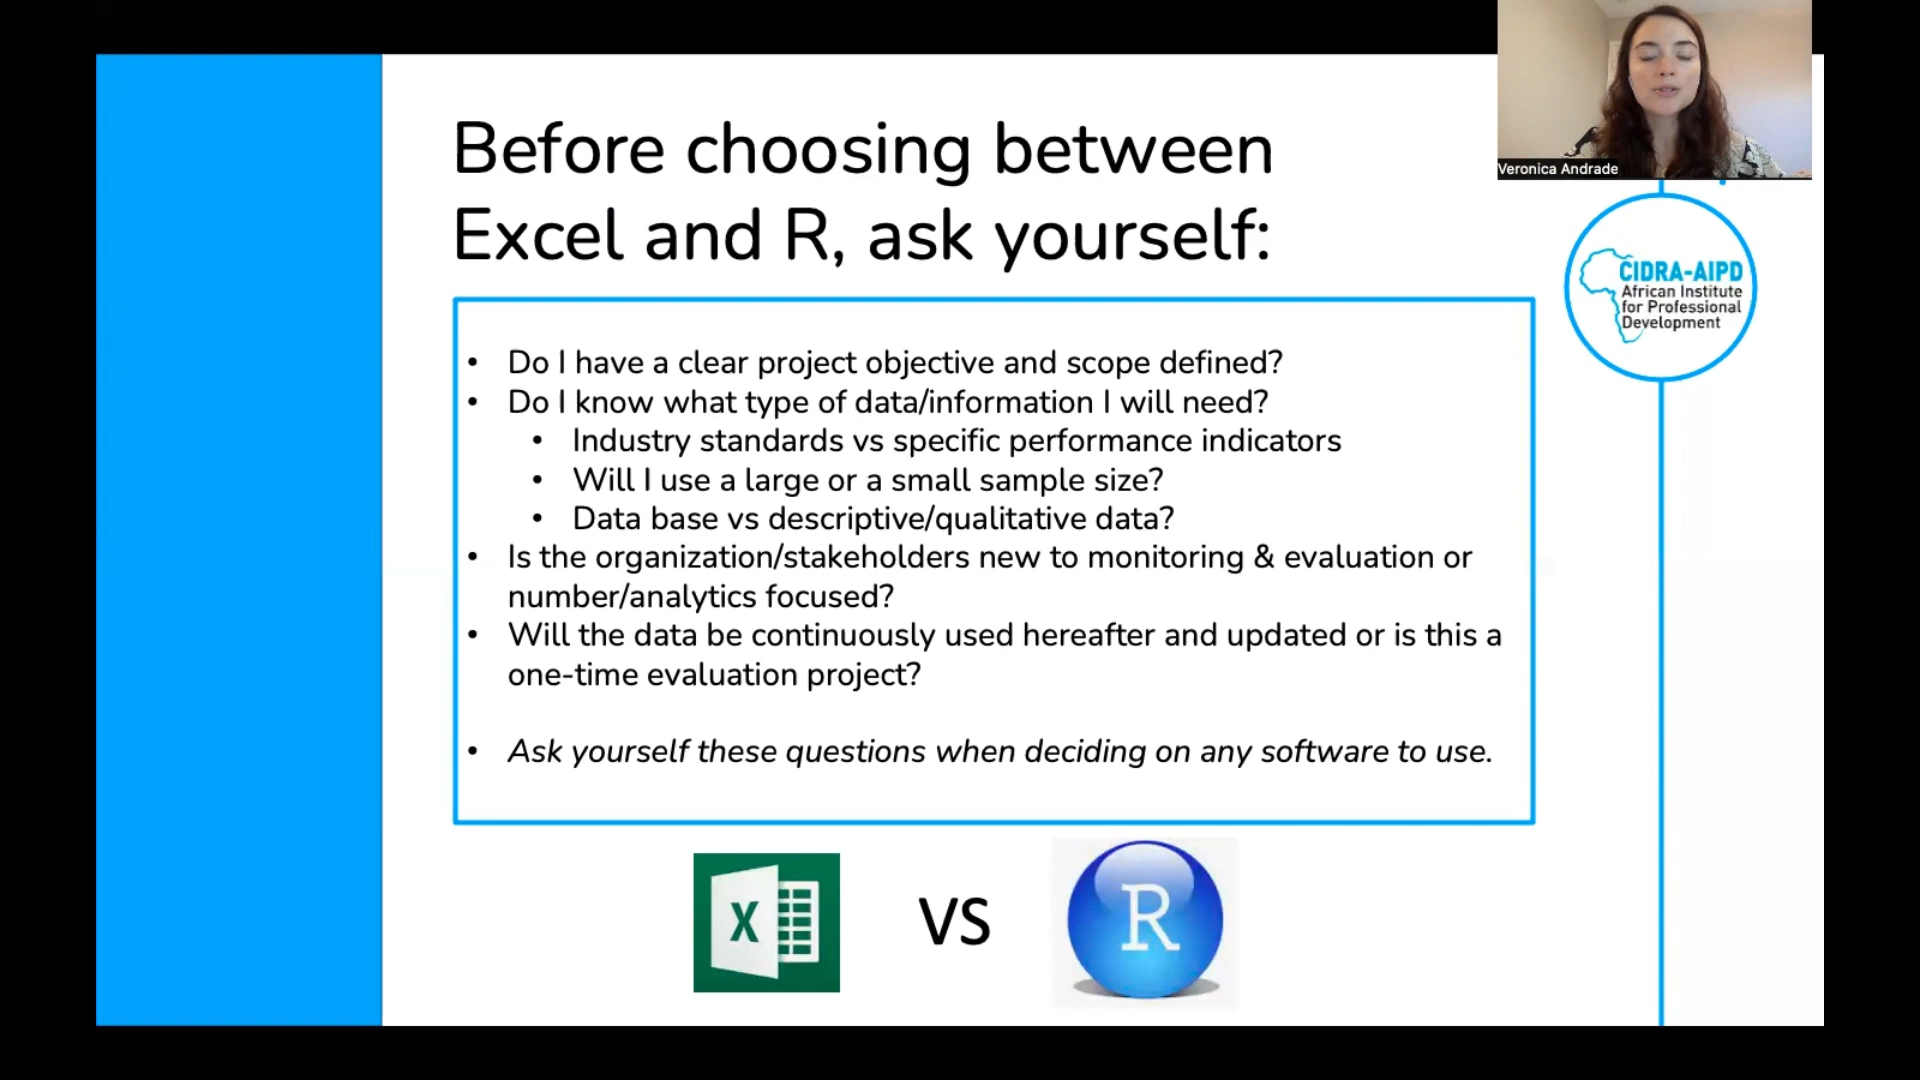 Before choosing between
Excel and R, ask yourself:
Veronica Andrade
CIDRA-AIPD
African Institute
for Professional
Development
• Do I have a clear project objective and scope defined?
• Do I know what type of data/information I will need?
• Industry standards vs specific performance indicators
• Will I use a large or a small sample size?
• Data base vs descriptive/qualitative data?
• Is the organization/stakeholders new to monitoring & evaluation or
number/analytics focused?
• Will the data be continuously used hereafter and updated or is this a
one-time evaluation project?
• Ask yourself these questions when deciding on any software to use.
X
VS
R